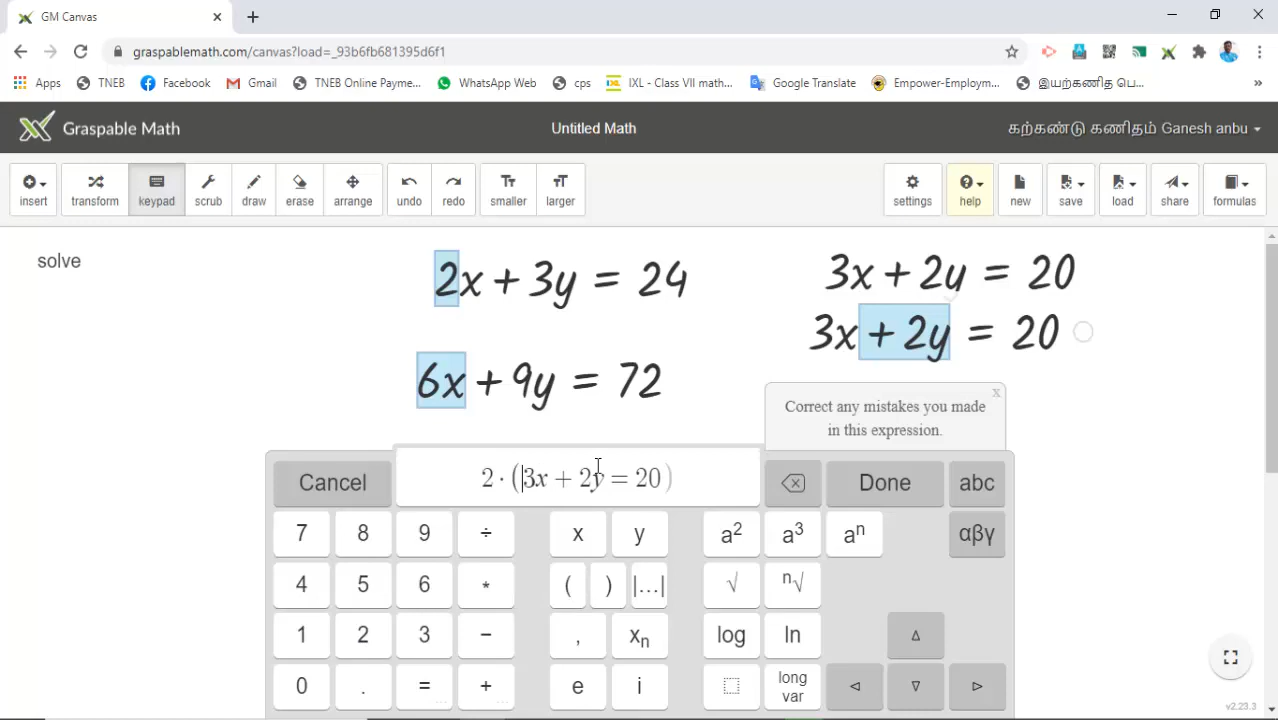 GM Canvas
graspablemath.com/canvas?load=_93b6fb681395d6f1
Apps TNEB Facebook Gmail TNEB Online Payme... WhatsApp Web cps IXL - Class VII math... Google Translate Empower-Employm... இயற்கணித பெ... »
Graspable Math Untitled Math கற்கண்டு கணிதம் Ganesh anbu
insert transform keypad scrub draw erase arrange undo redo smaller larger settings help new save load share formulas
solve
2x + 3y = 24
3x + 2y = 20
3x + 2y = 20
6x + 9y = 72
Correct any mistakes you made
in this expression.
x
Cancel 2 · (3x + 2y = 20) Done abc
7 8 9 ÷ x y a² a³ aⁿ αβγ
4 5 6 * ( ) |...| √ ⁿ√
1 2 3 − , xₙ log ln
0 . = + e i long var
v2.23.3